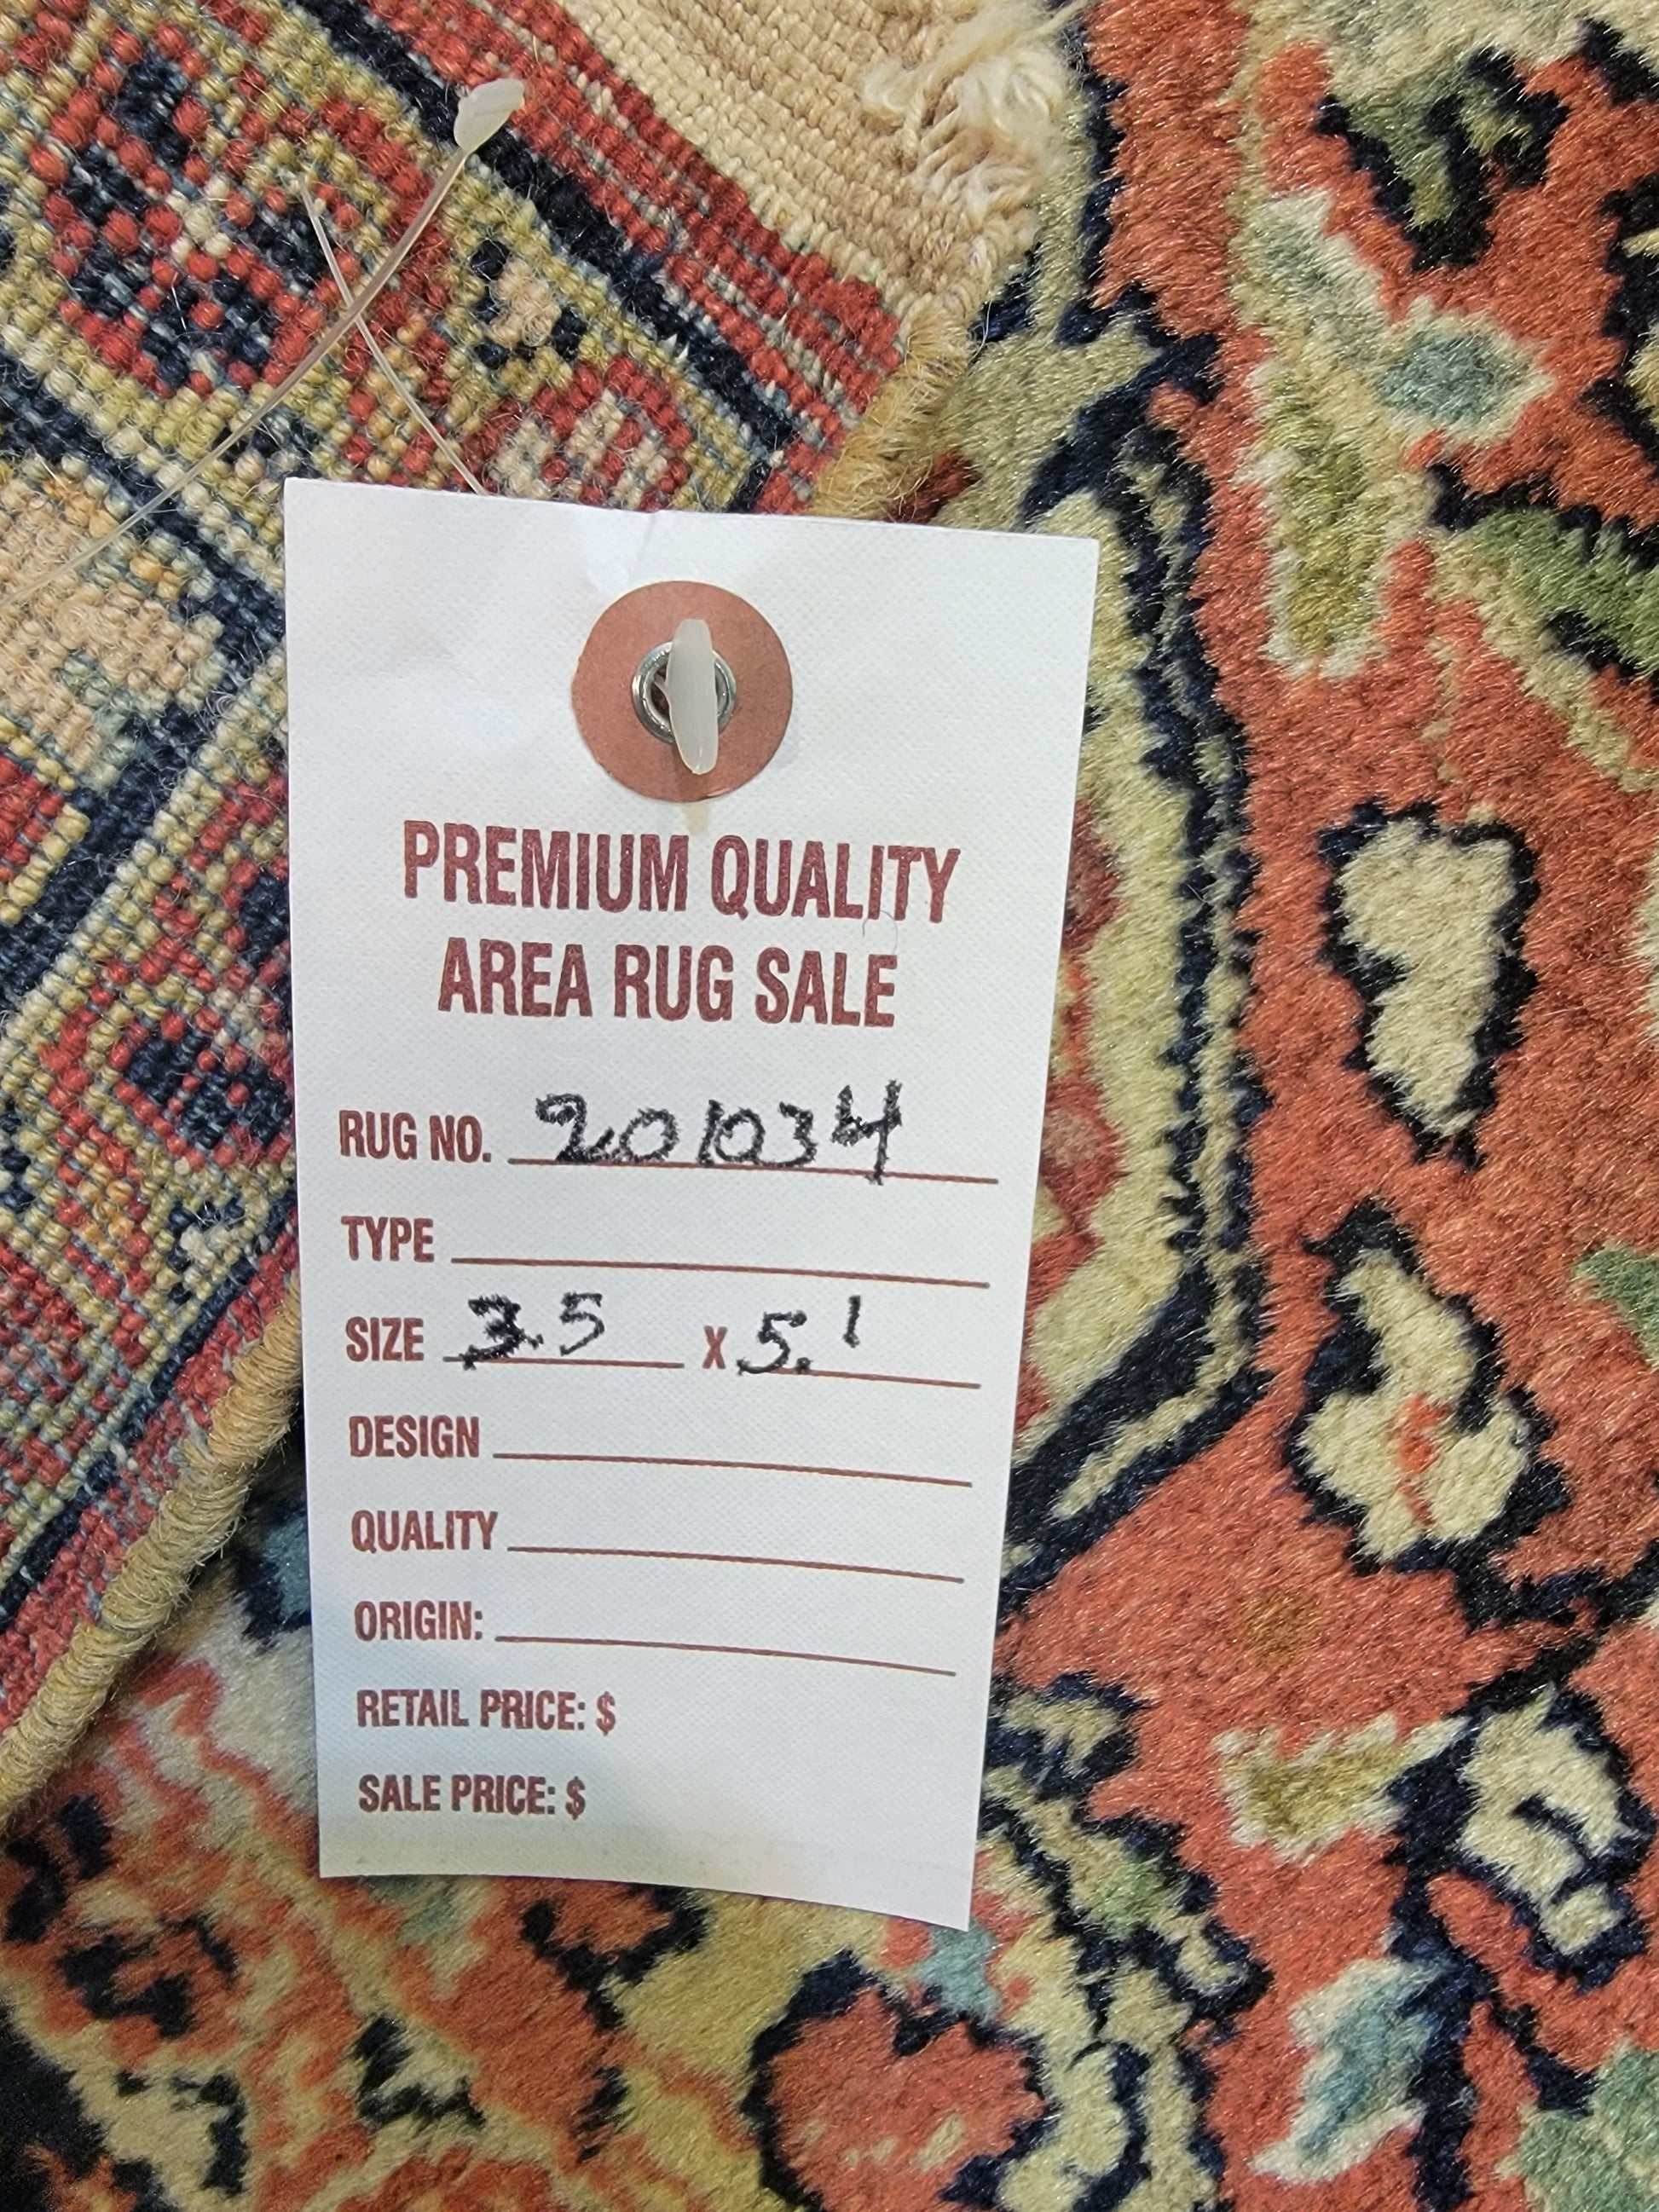 PREMIUM QUALITY
AREA RUG SALE
RUG NO. 201034
TYPE
SIZE 3.5 X 5.1
DESIGN
QUALITY
ORIGIN:
RETAIL PRICE: $
SALE PRICE: $